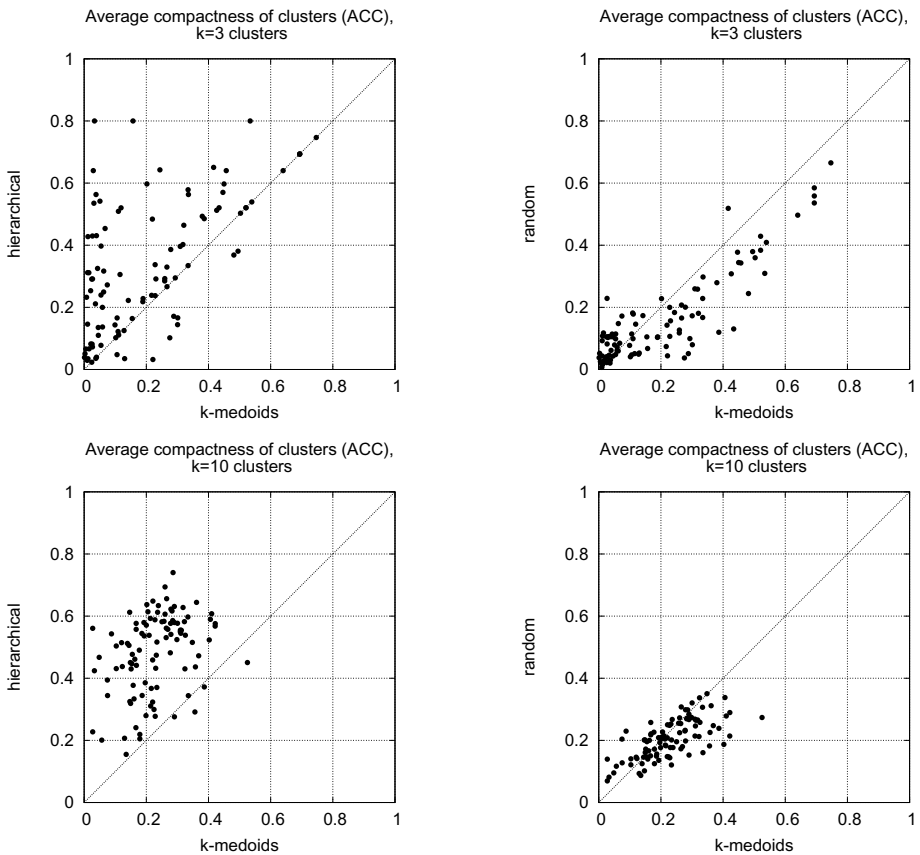 Average compactness of clusters (ACC),
k=3 clusters
1
0.8
0.6
0.4
0.2
0
0 0.2 0.4 0.6 0.8 1
hierarchical
k-medoids
Average compactness of clusters (ACC),
k=3 clusters
1
0.8
0.6
0.4
0.2
0
0 0.2 0.4 0.6 0.8 1
random
k-medoids
Average compactness of clusters (ACC),
k=10 clusters
1
0.8
0.6
0.4
0.2
0
0 0.2 0.4 0.6 0.8 1
hierarchical
k-medoids
Average compactness of clusters (ACC),
k=10 clusters
1
0.8
0.6
0.4
0.2
0
0 0.2 0.4 0.6 0.8 1
random
k-medoids